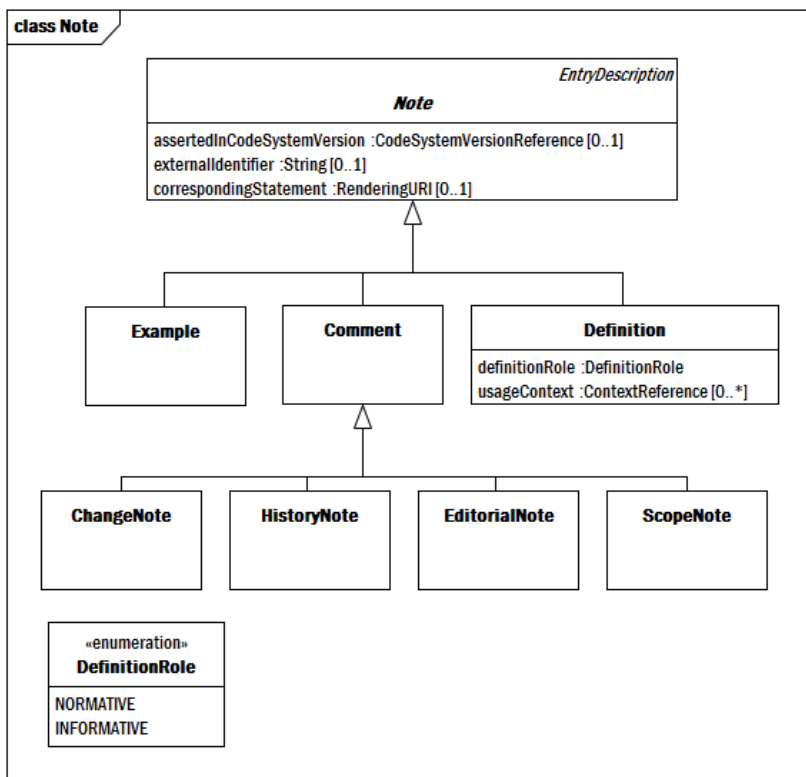 class Note
EntryDescription
Note
assertedInCodeSystemVersion :CodeSystemVersionReference [0..1]
externalIdentifier :String [0..1]
correspondingStatement :RenderingURI [0..1]
Example
Comment
Definition
definitionRole :DefinitionRole
usageContext :ContextReference [0..*]
ChangeNote
HistoryNote
EditorialNote
ScopeNote
«enumeration»
DefinitionRole
NORMATIVE
INFORMATIVE